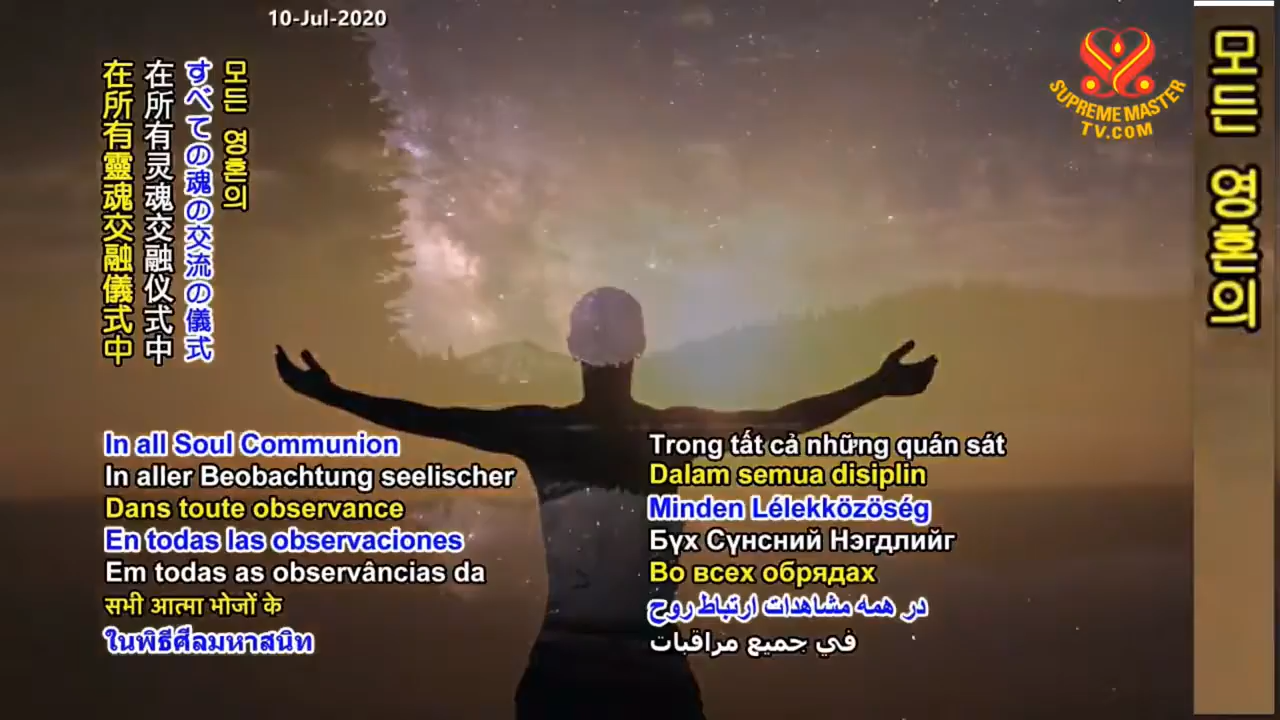 10-Jul-2020
SUPREME MASTER
TV.COM
모든 영혼의
모든 영혼의
すべての魂の交流の儀式
在所有灵魂交融仪式中
在所有靈魂交融儀式中
In all Soul Communion
In aller Beobachtung seelischer
Dans toute observance
En todas las observaciones
Em todas as observâncias da
सभी आत्मा भोजों के
ในพิธีศีลมหาสนิท
Trong tất cả những quán sát
Dalam semua disiplin
Minden Lélekközöség
Бүх Сүнсний Нэгдлийг
Во всех обрядах
در همه مشاهدات ارتباط روح
في جميع مراقبات